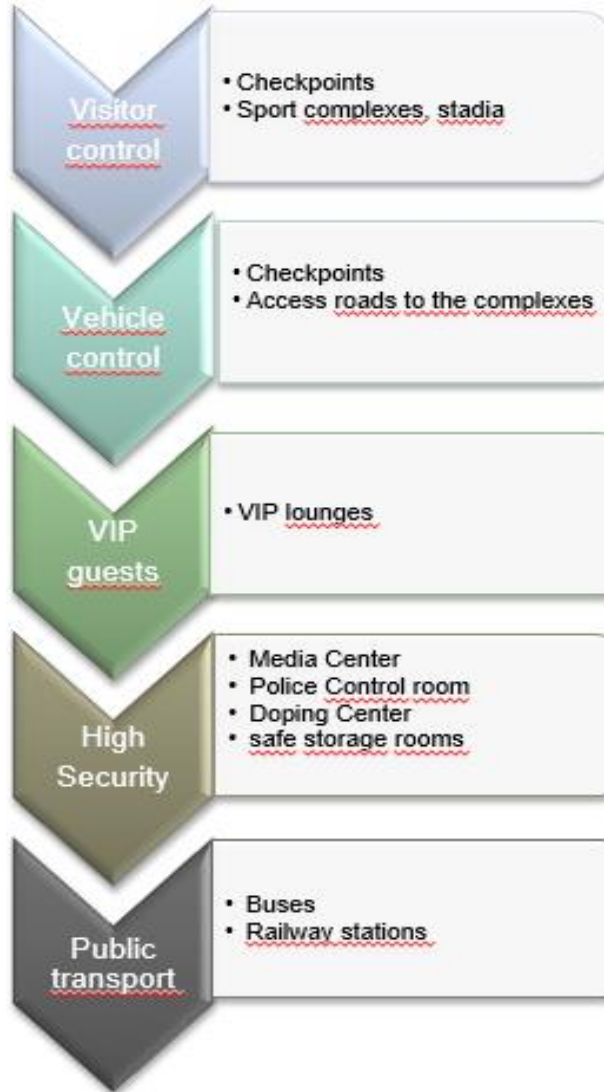 Visitor
control
• Checkpoints
• Sport complexes, stadia
Vehicle
control
• Checkpoints
• Access roads to the complexes
VIP
guests
• VIP lounges
High
Security
• Media Center
• Police Control room
• Doping Center
• safe storage rooms
Public
transport
• Buses
• Railway stations